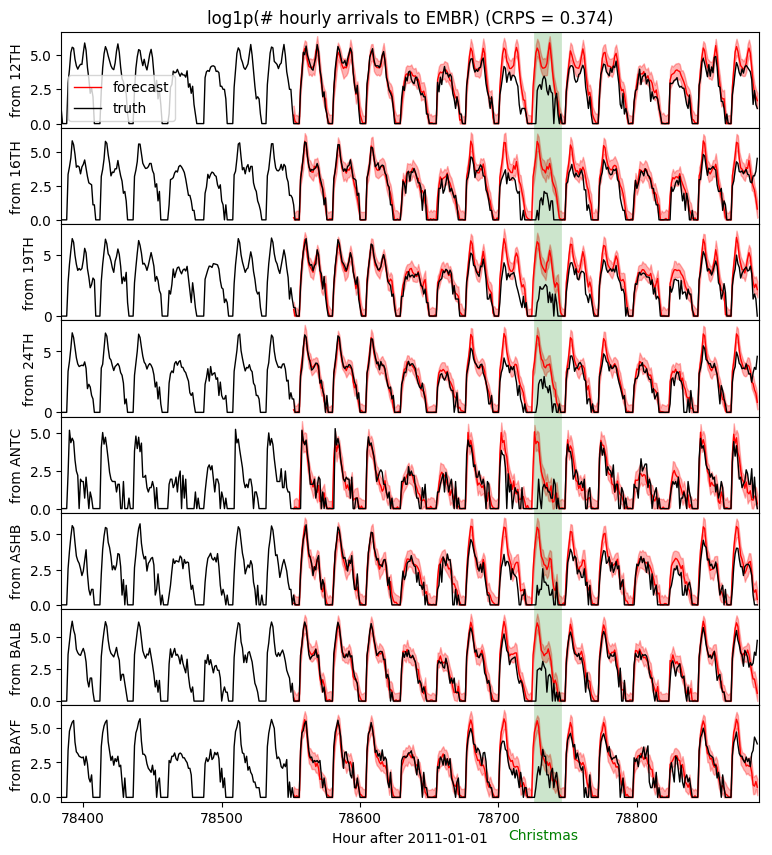 log1p(# hourly arrivals to EMBR) (CRPS = 0.374)
from 12TH
5.0
2.5
0.0
forecast
truth
from 16TH
5.0
2.5
0.0
from 19TH
5
0
from 24TH
5
0
from ANTC
5.0
2.5
0.0
from ASHB
5.0
2.5
0.0
from BALB
5.0
2.5
0.0
from BAYF
5.0
2.5
0.0
78400 78500 78600 78700 78800
Hour after 2011-01-01 Christmas